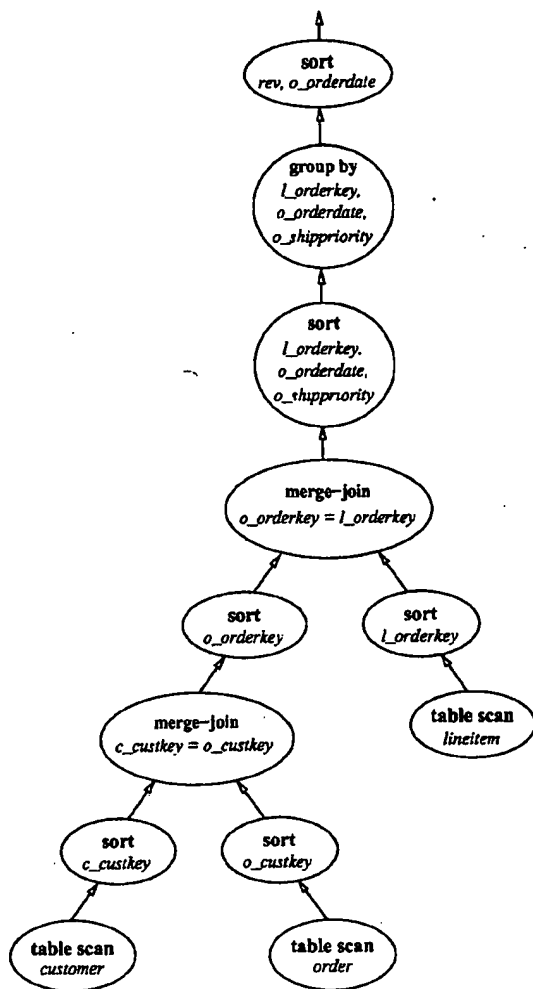 sort
rev, o_orderdate
group by
l_orderkey,
o_orderdate,
o_shippriority
sort
l_orderkey,
o_orderdate,
o_shippriority
merge-join
o_orderkey = l_orderkey
sort
o_orderkey
sort
l_orderkey
merge-join
c_custkey = o_custkey
table scan
lineitem
sort
c_custkey
sort
o_custkey
table scan
customer
table scan
order